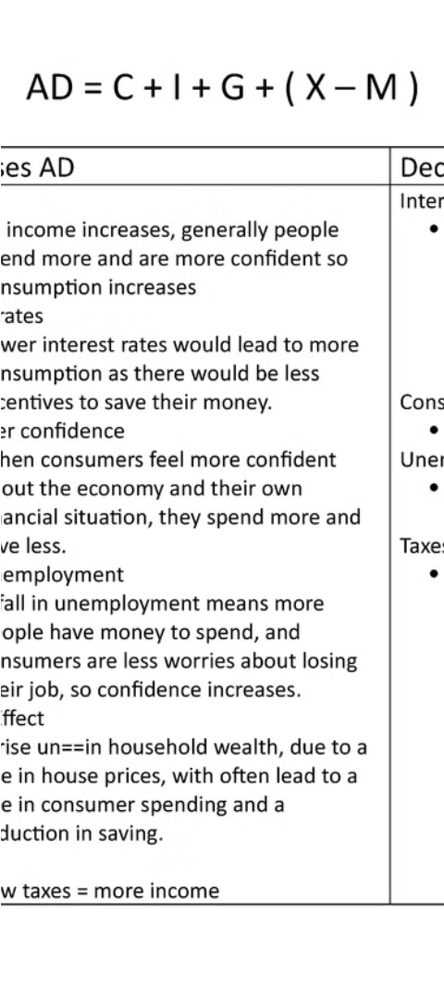 AD = C + I + G + ( X – M )
ses AD
income increases, generally people
end more and are more confident so
nsumption increases
rates
wer interest rates would lead to more
nsumption as there would be less
centives to save their money.
er confidence
hen consumers feel more confident
out the economy and their own
ancial situation, they spend more and
ve less.
employment
fall in unemployment means more
ople have money to spend, and
nsumers are less worries about losing
eir job, so confidence increases.
ffect
rise un==in household wealth, due to a
e in house prices, with often lead to a
e in consumer spending and a
duction in saving.
w taxes = more income
Dec
Inter
•
Cons
•
Uner
•
Taxes
•